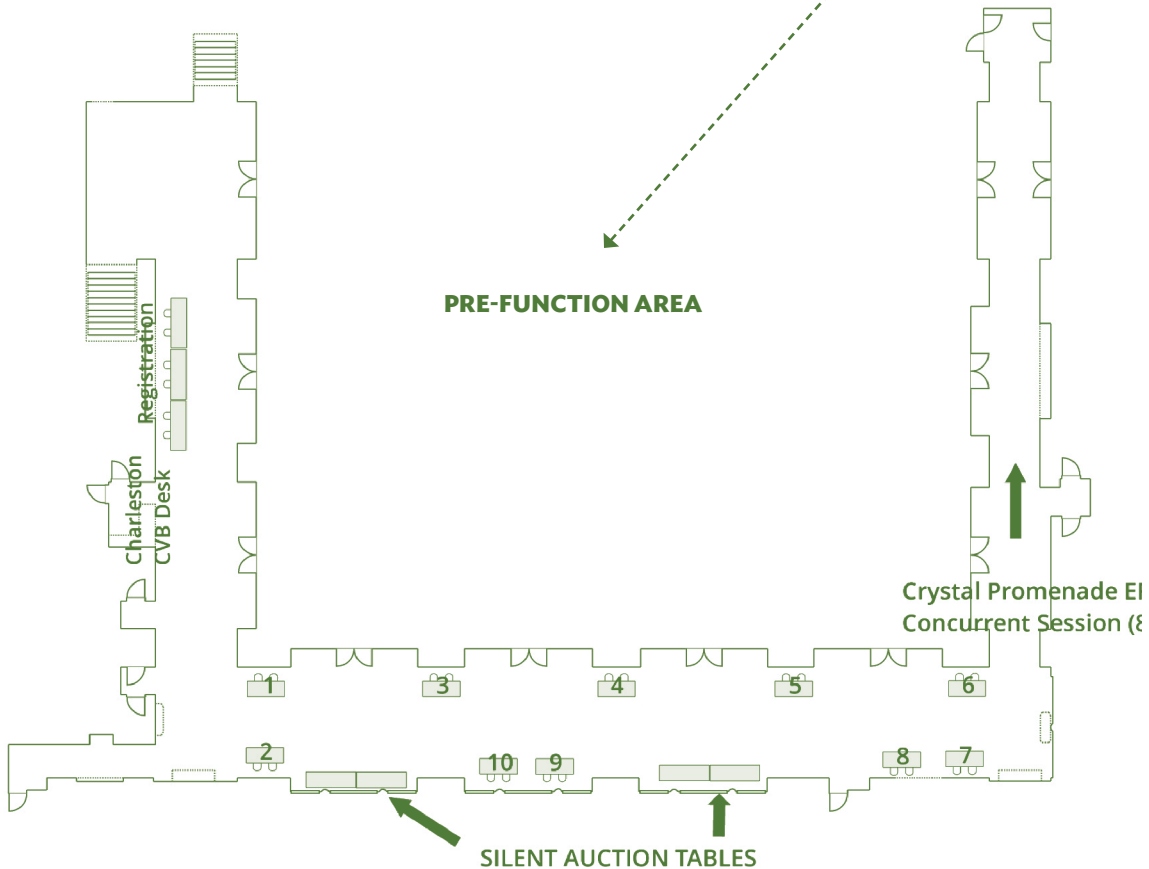 PRE-FUNCTION AREA
Registration
Charleston
CVB Desk
Crystal Promenade
Concurrent Session
1
3
4
5
6
2
10
9
8
7
SILENT AUCTION TABLES